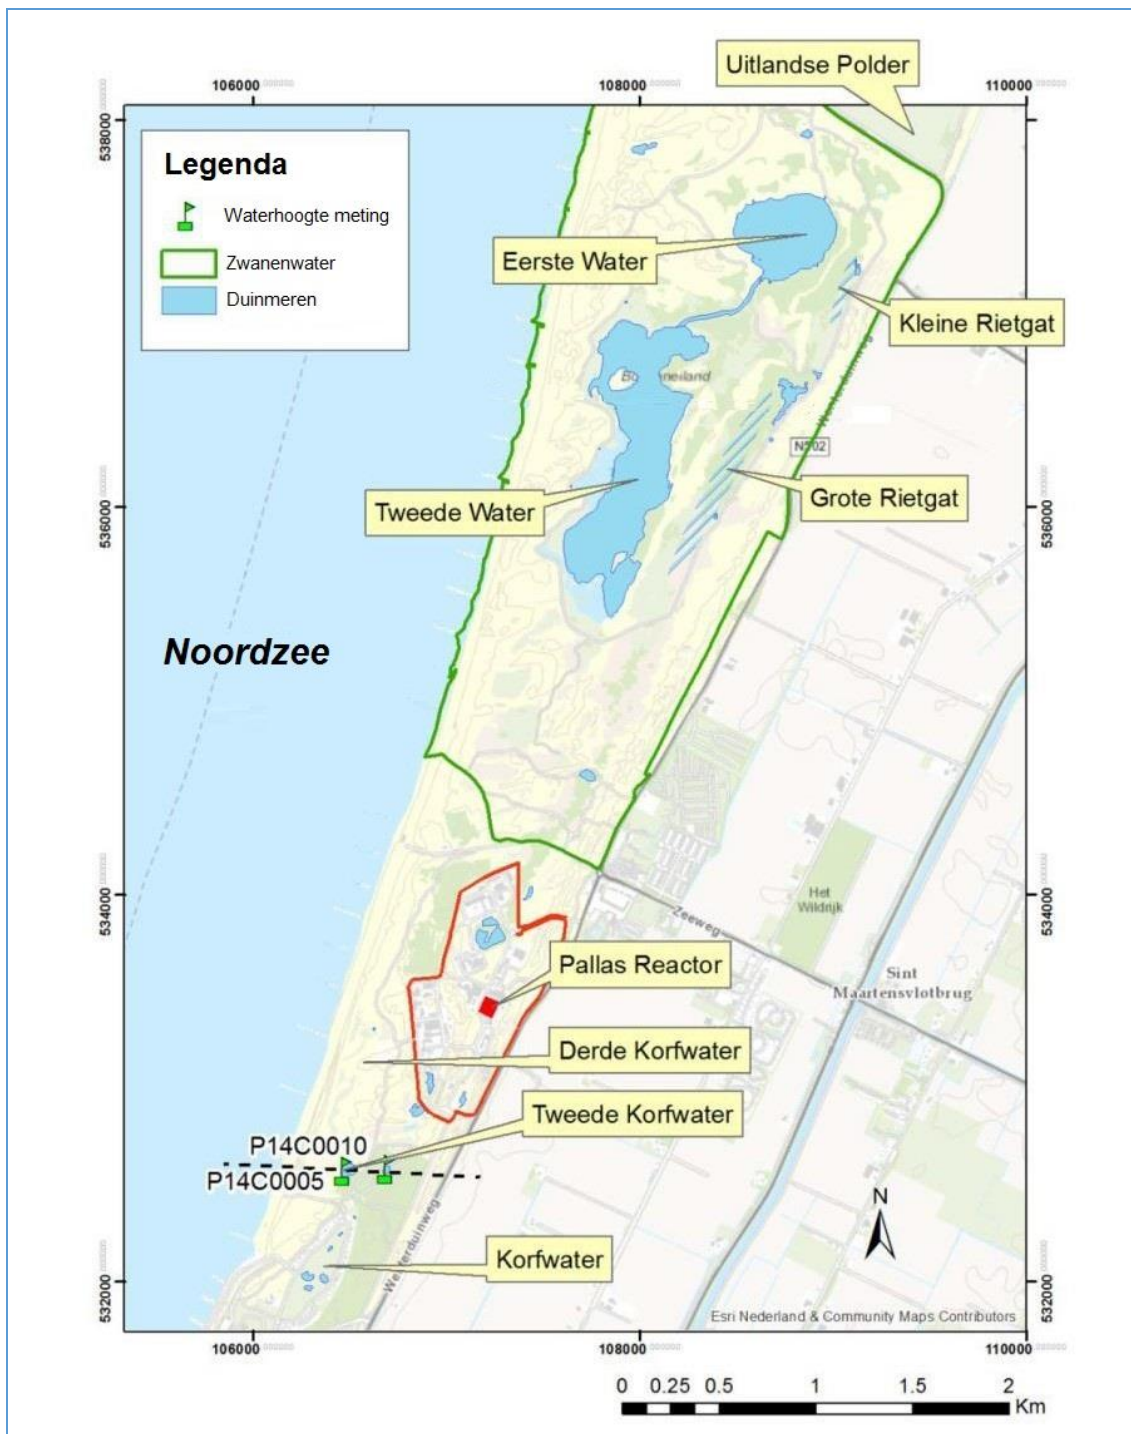 Uitlandse Polder
106000
108000
110000
538000
Legenda
Waterhoogte meting
Zwanenwater
Duinmeren
Eerste Water
Kleine Rietgat
N502
Grote Rietgat
Tweede Water
536000
536000
Noordzee
Westerduinweg
534000
534000
Het
Wildrijk
Zeeweg
Sint
Maartensvlotbrug
Pallas Reactor
Derde Korfwater
Tweede Korfwater
P14C0010
P14C0005
Westerduinweg
Korfwater
N
532000
532000
Esri Nederland & Community Maps Contributors
106000
108000
110000
0 0.25 0.5 1 1.5 2
Km